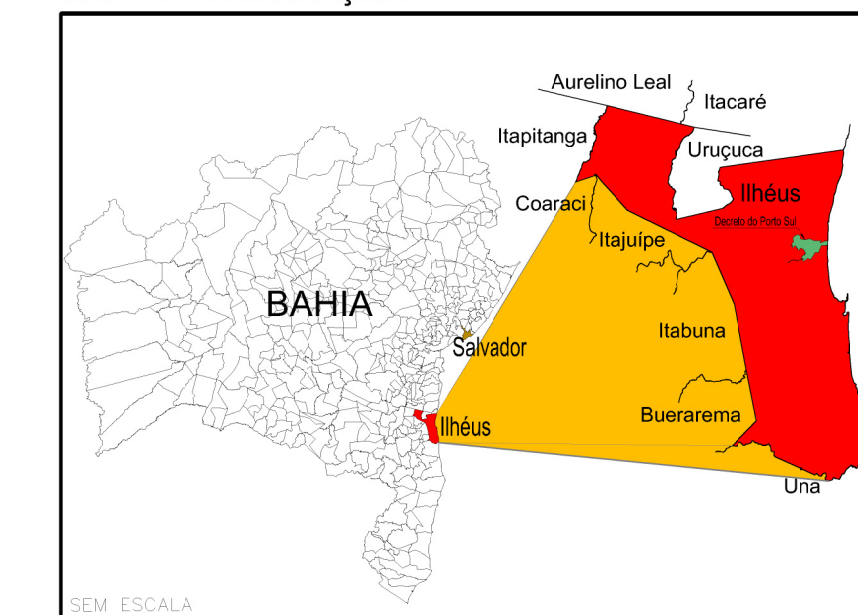 Aurelino Leal
Itacaré
Itapitanga
Uruçuca
Ilhéus
Coaraci
Decreto do Porto Sul
Itajuípe
BAHIA
Itabuna
Salvador
Buerarema
Ilhéus
Una
SEM ESCALA